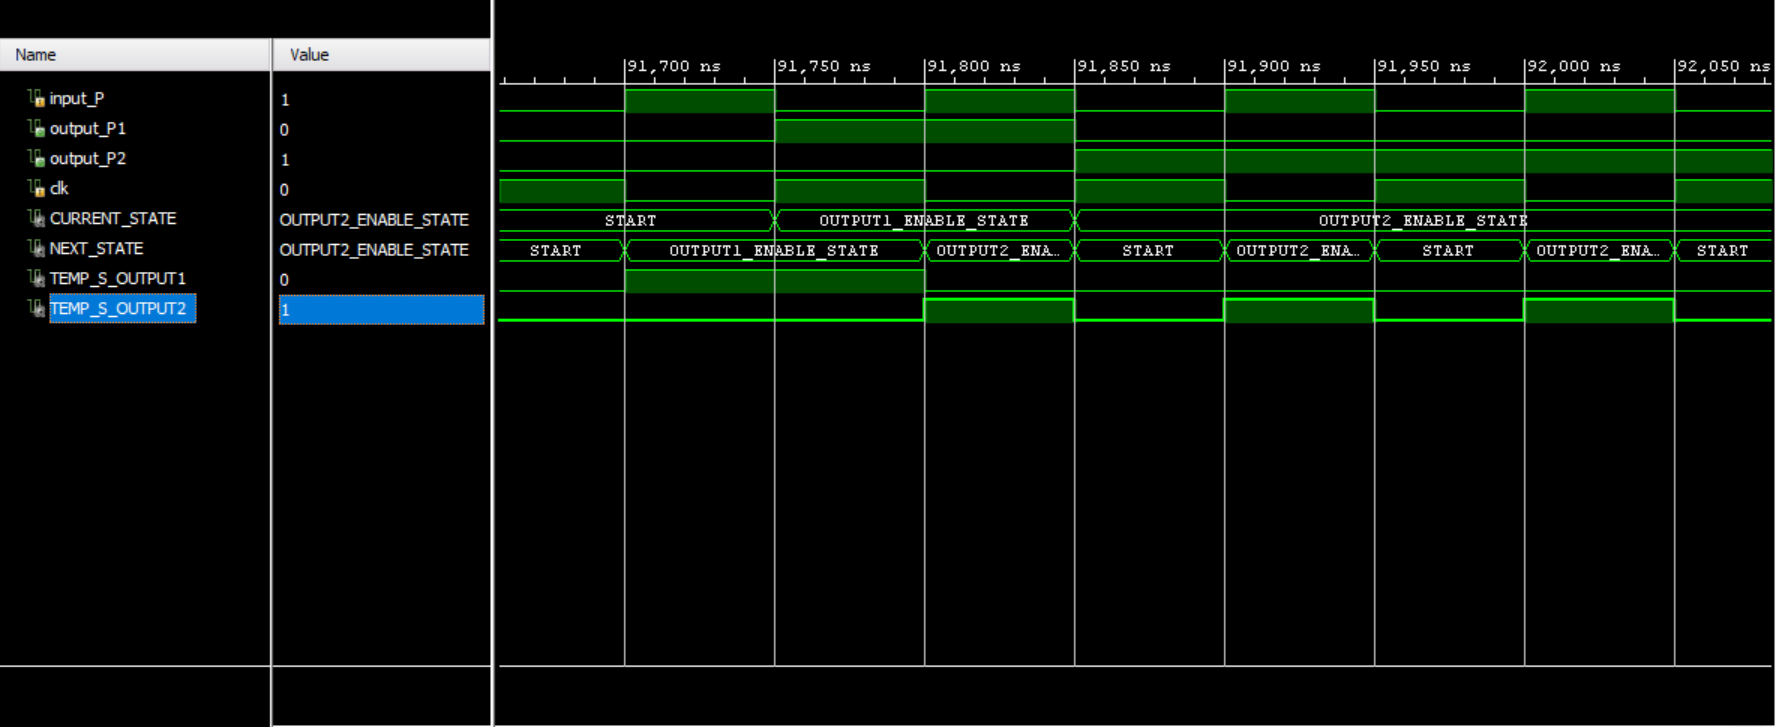 Name Value
91,700 ns 91,750 ns 91,800 ns 91,850 ns 91,900 ns 91,950 ns 92,000 ns 92,050 ns
input_P 1
output_P1 0
output_P2 1
clk 0
CURRENT_STATE OUTPUT2_ENABLE_STATE START OUTPUT1_ENABLE_STATE OUTPUT2_ENABLE_STATE
NEXT_STATE OUTPUT2_ENABLE_STATE START OUTPUT1_ENABLE_STATE OUTPUT2_ENA... START OUTPUT2_ENA... START OUTPUT2_ENA... START
TEMP_S_OUTPUT1 0
TEMP_S_OUTPUT2 1